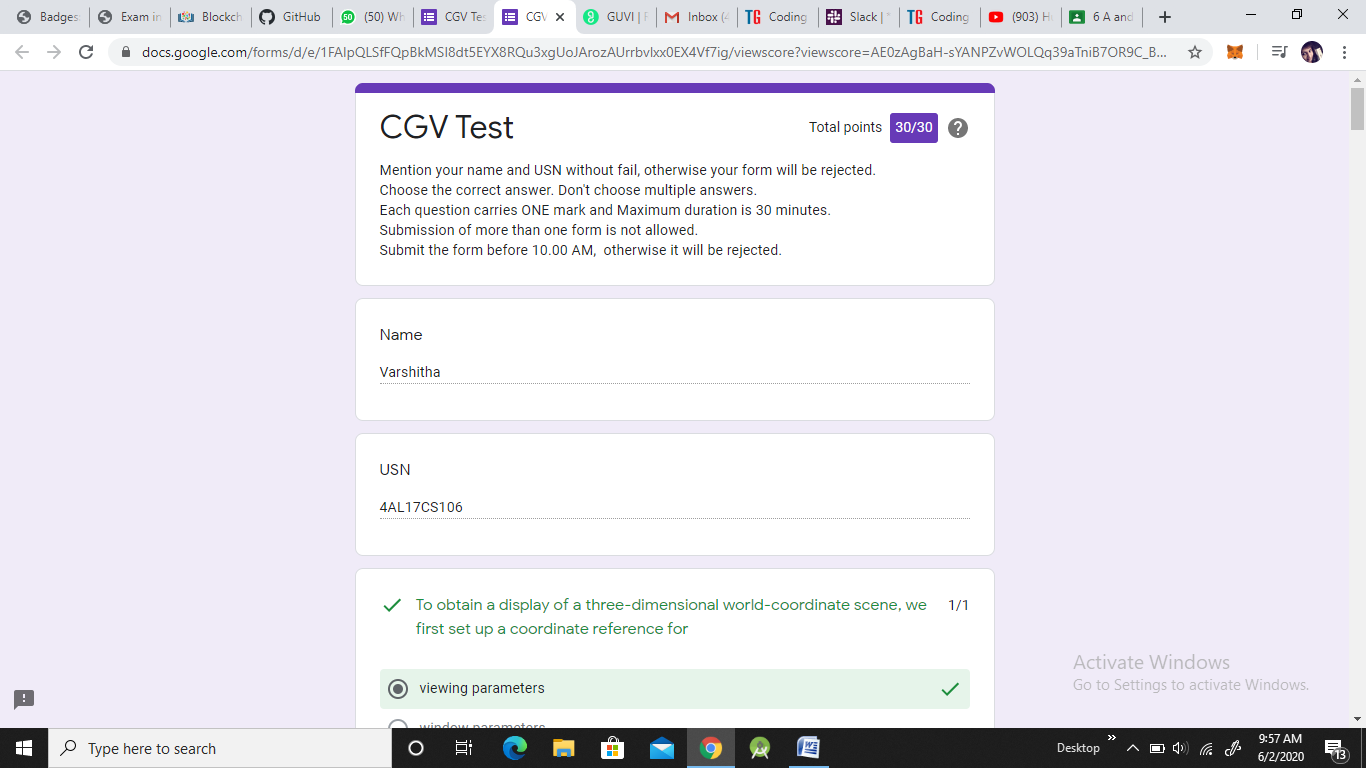 Badges
Exam in
Blockch
GitHub
(50) Wh
CGV Tes
CGV
GUVI | F
Inbox (4
Coding
Slack | "
Coding
(903) Ho
6 A and
docs.google.com/forms/d/e/1FAIpQLSfFQpBkMSI8dt5EYX8RQu3xgUoJArozAUrrbvIxx0EX4Vf7ig/viewscore?viewscore=AE0zAgBaH-sYANPZvWOLQq39aTniB7OR9C_B...
CGV Test
Total points 30/30
Mention your name and USN without fail, otherwise your form will be rejected.
Choose the correct answer. Don't choose multiple answers.
Each question carries ONE mark and Maximum duration is 30 minutes.
Submission of more than one form is not allowed.
Submit the form before 10.00 AM, otherwise it will be rejected.
Name
Varshitha
USN
4AL17CS106
To obtain a display of a three-dimensional world-coordinate scene, we 1/1
first set up a coordinate reference for
viewing parameters
window parameters
Activate Windows
Go to Settings to activate Windows.
Type here to search
Desktop
9:57 AM
6/2/2020
13